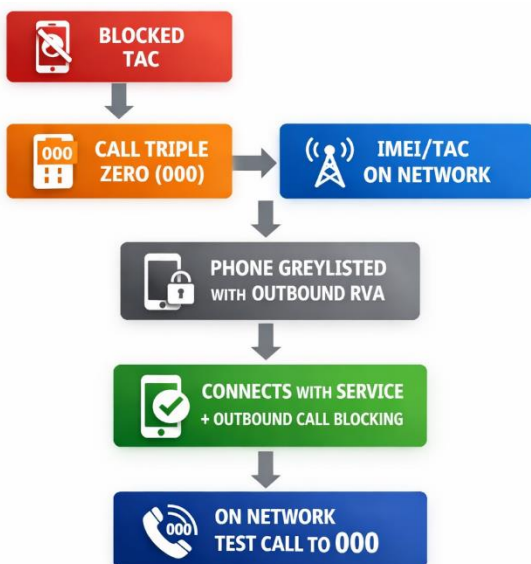 BLOCKED
TAC
000
CALL TRIPLE
ZERO (000)
IMEI/TAC
ON NETWORK
PHONE GREYLISTED
WITH OUTBOUND RVA
CONNECTS WITH SERVICE
+ OUTBOUND CALL BLOCKING
000
ON NETWORK
TEST CALL TO 000